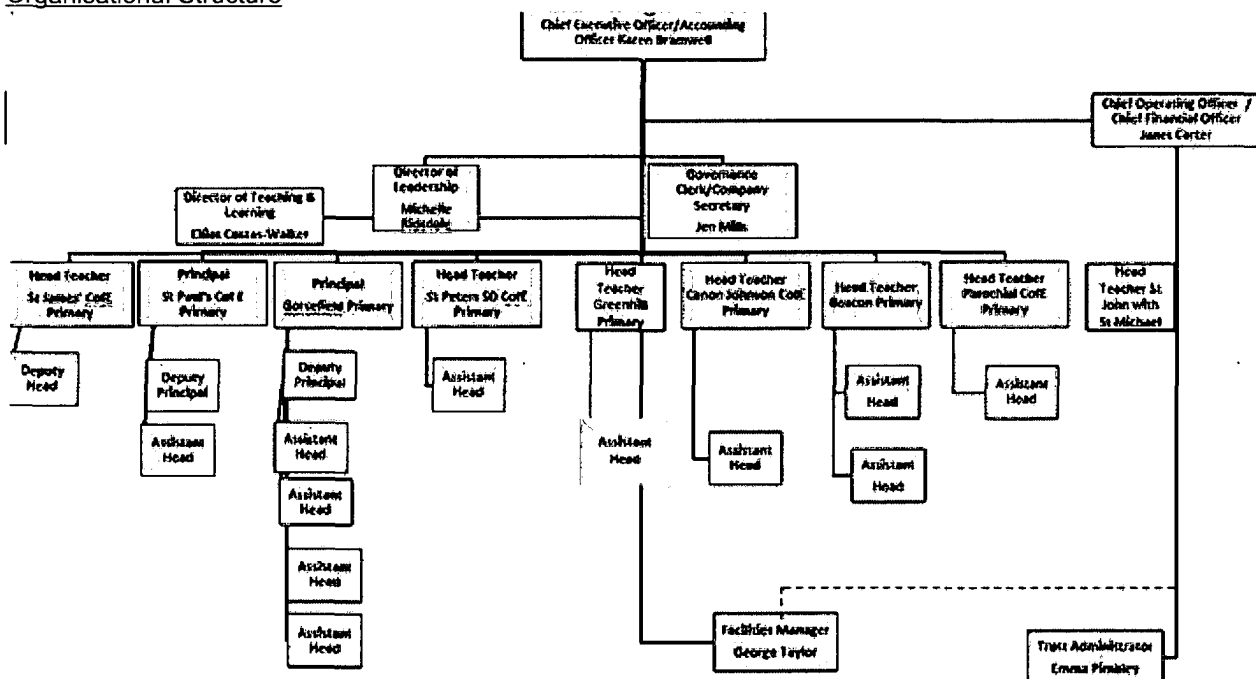 Organisational Structure
Chief Executive Officer/Accounting
Officer Karen Bramwell
Chief Operating Officer /
Chief Financial Officer
Janet Carter
Director of
Leadership
Michelle
Governance
Clerk/Company
Secretary
Jen Mills
Director of Teaching &
Learning
Head Teacher
St James' CofE
Primary
Principal
St Paul's Cof E
Primary
Principal
Gorsefield Primary
Head Teacher
St Peters SD CofE
Primary
Head
Teacher
Greenhill
Primary
Head Teacher
Canon Johnson CofE
Primary
Head Teacher,
Beacon Primary
Head Teacher
Parochial CofE
Primary
Head
Teacher St
John with
St Michael
Deputy
Head
Deputy
Principal
Assistant
Head
Deputy
Principal
Assistant
Head
Assistant
Head
Assistant
Head
Assistant
Head
Assistant
Head
Assistant
Head
Assistant
Head
Assistant
Head
Assistant
Head
Assistant
Head
Facilities Manager
George Taylor
Trust Administrator
Emma